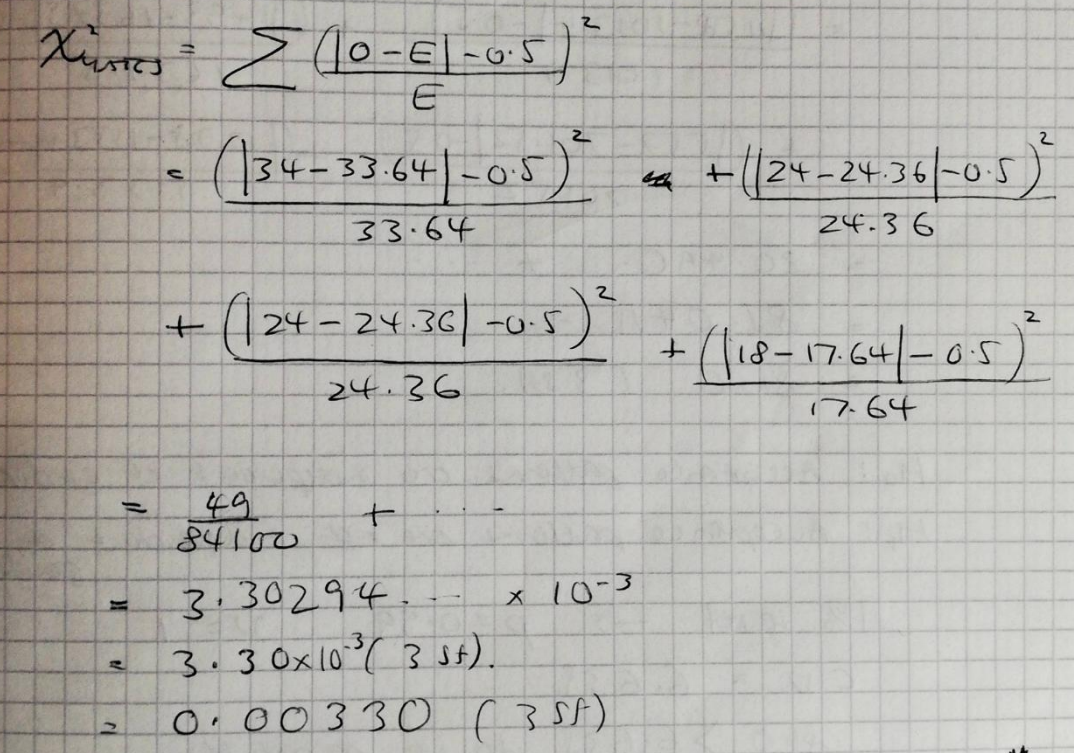 χ²yates = ∑ (|O-E|-0.5)²/E
= (|34-33.64|-0.5)²/33.64 + (|24-24.36|-0.5)²/24.36
+ (|24-24.36|-0.5)²/24.36 + (|18-17.64|-0.5)²/17.64
= 49/84100 + ....
= 3.30294.... × 10⁻³
= 3.30×10⁻³ (3 sf).
= 0.00330 (3 sf)